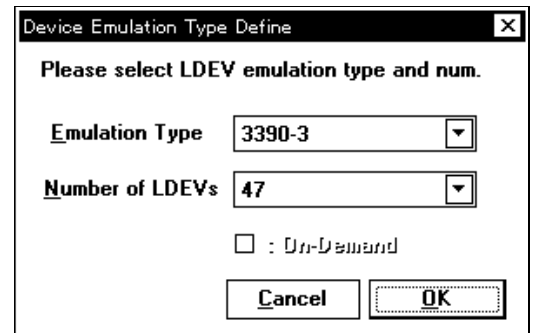 Device Emulation Type Define
Please select LDEV emulation type and num.
Emulation Type 3390-3
Number of LDEVs 47
: On-Demand
Cancel OK